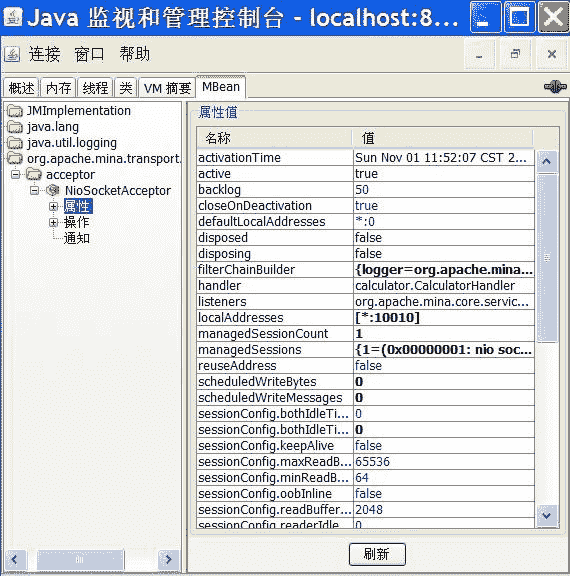 Java 监视和管理控制台 - localhost:8...
连接 窗口 帮助
概述 内存 线程 类 VM 摘要 MBean
JMImplementation
java.lang
java.util.logging
org.apache.mina.transport.
acceptor
NioSocketAcceptor
属性
操作
通知
属性值
名称 值
activationTime Sun Nov 01 11:52:07 CST 2...
active true
backlog 50
closeOnDeactivation true
defaultLocalAddresses *:0
disposed false
disposing false
filterChainBuilder {logger=org.apache.mina...
handler calculator.CalculatorHandler
listeners org.apache.mina.core.servic...
localAddresses [*:10010]
managedSessionCount 1
managedSessions {1=(0x00000001: nio soc...
reuseAddress false
scheduledWriteBytes 0
scheduledWriteMessages 0
sessionConfig.bothIdleTi... 0
sessionConfig.bothIdleTi... 0
sessionConfig.keepAlive false
sessionConfig.maxReadB... 65536
sessionConfig.minReadB... 64
sessionConfig.oobInline false
sessionConfig.readBuffer... 2048
sessionConfig.readerIdle 0
刷新